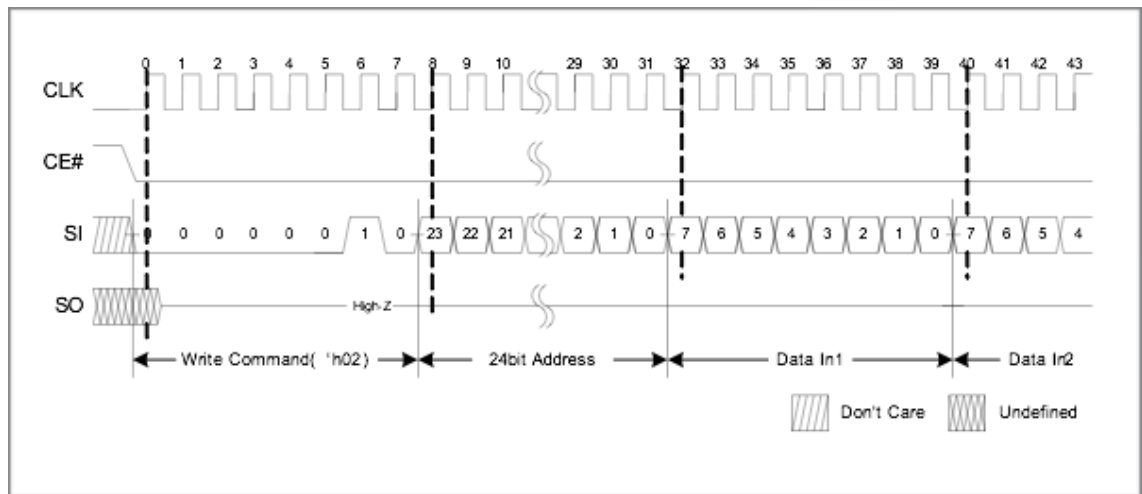 0 1 2 3 4 5 6 7 8 9 10 29 30 31 32 33 34 35 36 37 38 39 40 41 42 43
CLK
CE#
SI 0 0 0 0 0 0 1 0 23 22 21 2 1 0 7 6 5 4 3 2 1 0 7 6 5 4
SO High-Z
Write Command( 'h02) 24bit Address Data In1 Data In2
Don't Care Undefined